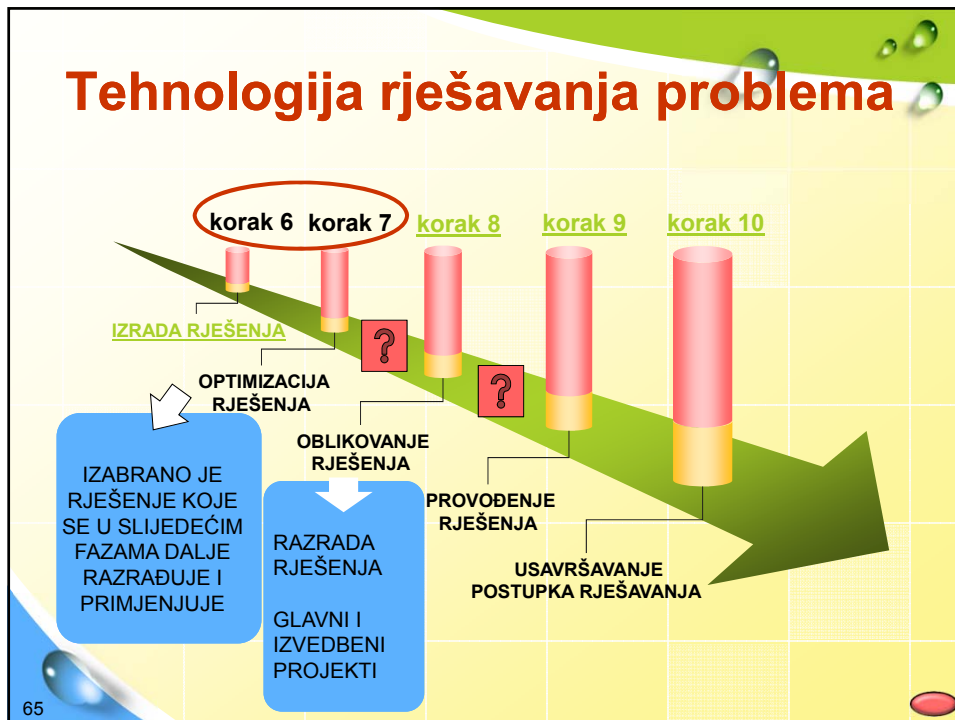 Tehnologija rješavanja problema
korak 6 korak 7 korak 8 korak 9 korak 10
IZRADA RJEŠENJA
OPTIMIZACIJA
RJEŠENJA
OBLIKOVANJE
RJEŠENJA
PROVOĐENJE
RJEŠENJA
USAVRŠAVANJE
POSTUPKA RJEŠAVANJA
?
?
IZABRANO JE
RJEŠENJE KOJE
SE U SLIJEDEĆIM
FAZAMA DALJE
RAZRAĐUJE I
PRIMJENJUJE
RAZRADA
RJEŠENJA
GLAVNI I
IZVEDBENI
PROJEKTI
65